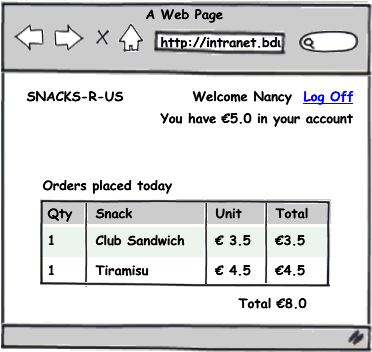 A Web Page
http://intranet.bdu
SNACKS-R-US Welcome Nancy Log Off
You have €5.0 in your account
Orders placed today
Qty Snack Unit Total
1 Club Sandwich € 3.5 €3.5
1 Tiramisu € 4.5 €4.5
Total €8.0